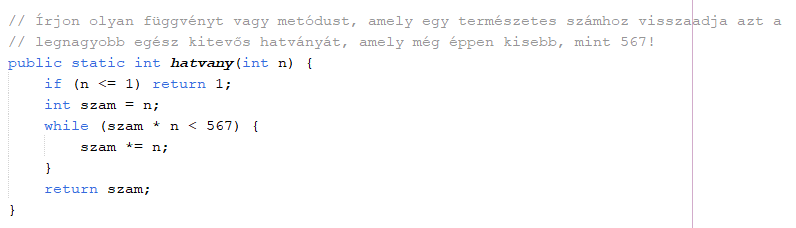 // Írjon olyan függvényt vagy metódust, amely egy természetes számhoz visszaadja azt a
// legnagyobb egész kitevős hatványát, amely még éppen kisebb, mint 567!
public static int hatvany(int n) {
    if (n <= 1) return 1;
    int szam = n;
    while (szam * n < 567) {
        szam *= n;
    }
    return szam;
}